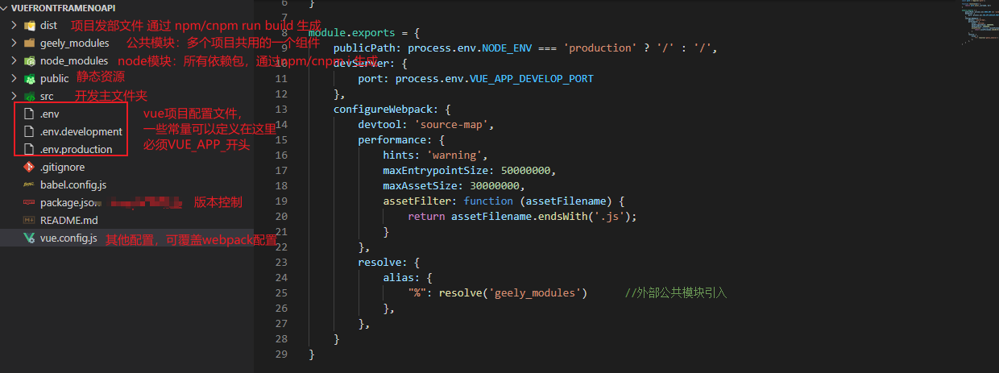 VUEFRONTFRAMENOAPI
dist 项目发部文件 通过 npm/cnpm run build 生成
geely_modules 公共模块：多个项目共用的一个组件
node_modules node模块：所有依赖包，通过npm/cnpm i 生成
public 静态资源
src 开发主文件夹
.env vue项目配置文件，
.env.development 一些常量可以定义在这里
.env.production 必须VUE_APP_开头
.gitignore
babel.config.js
package.json 版本控制
README.md
vue.config.js 其他配置，可覆盖webpack配置
6 }
7
8 module.exports = {
9 publicPath: process.env.NODE_ENV === 'production' ? '/' : '/',
10 devServer: {
11 port: process.env.VUE_APP_DEVELOP_PORT
12 },
13 configureWebpack: {
14 devtool: 'source-map',
15 performance: {
16 hints: 'warning',
17 maxEntrypointSize: 50000000,
18 maxAssetSize: 30000000,
19 assetFilter: function (assetFilename) {
20 return assetFilename.endsWith('.js');
21 }
22 },
23 resolve: {
24 alias: {
25 "%": resolve('geely_modules') //外部公共模块引入
26 },
27 },
28 }
29 }